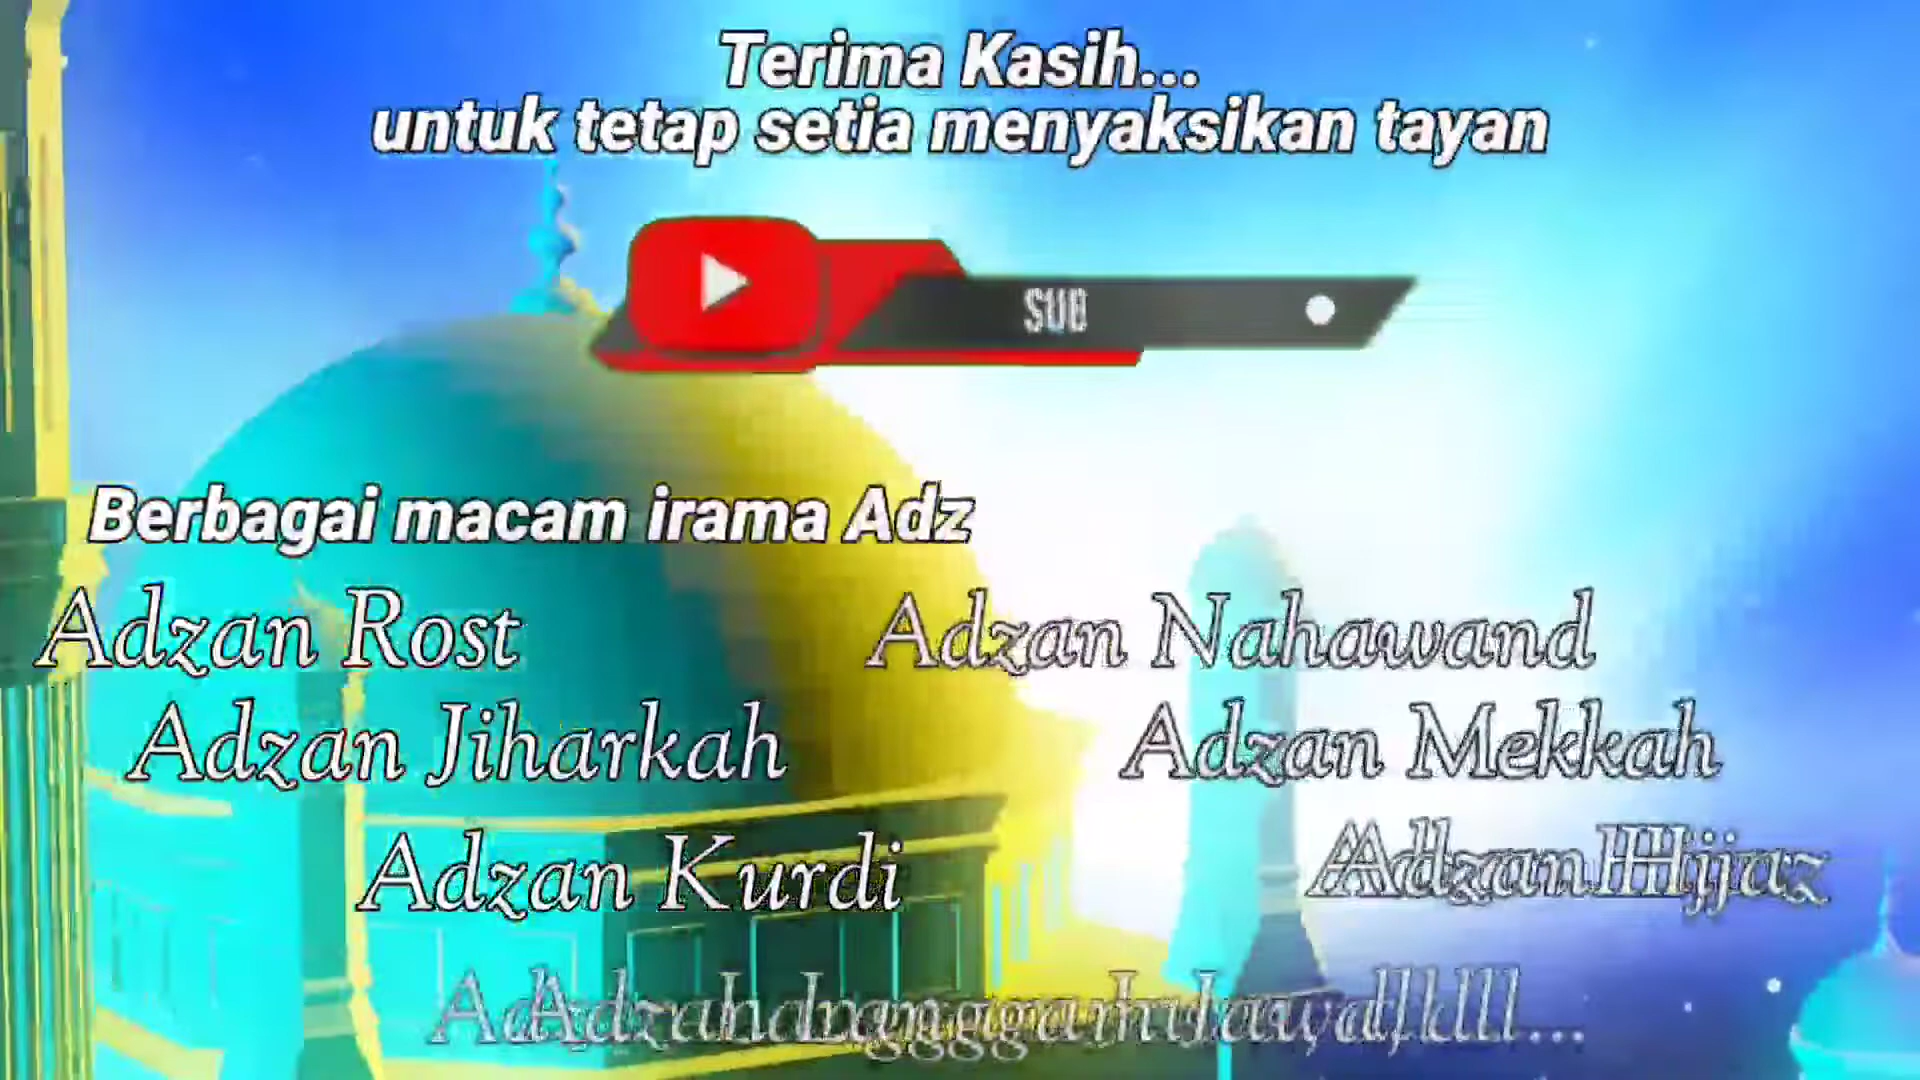 Terima Kasih...
untuk tetap setia menyaksikan tayan
SUB
Berbagai macam irama Adz
Adzan Rost
Adzan Nahawand
Adzan Jiharkah
Adzan Mekkah
Adzan Kurdi
Adzan Hijjaz